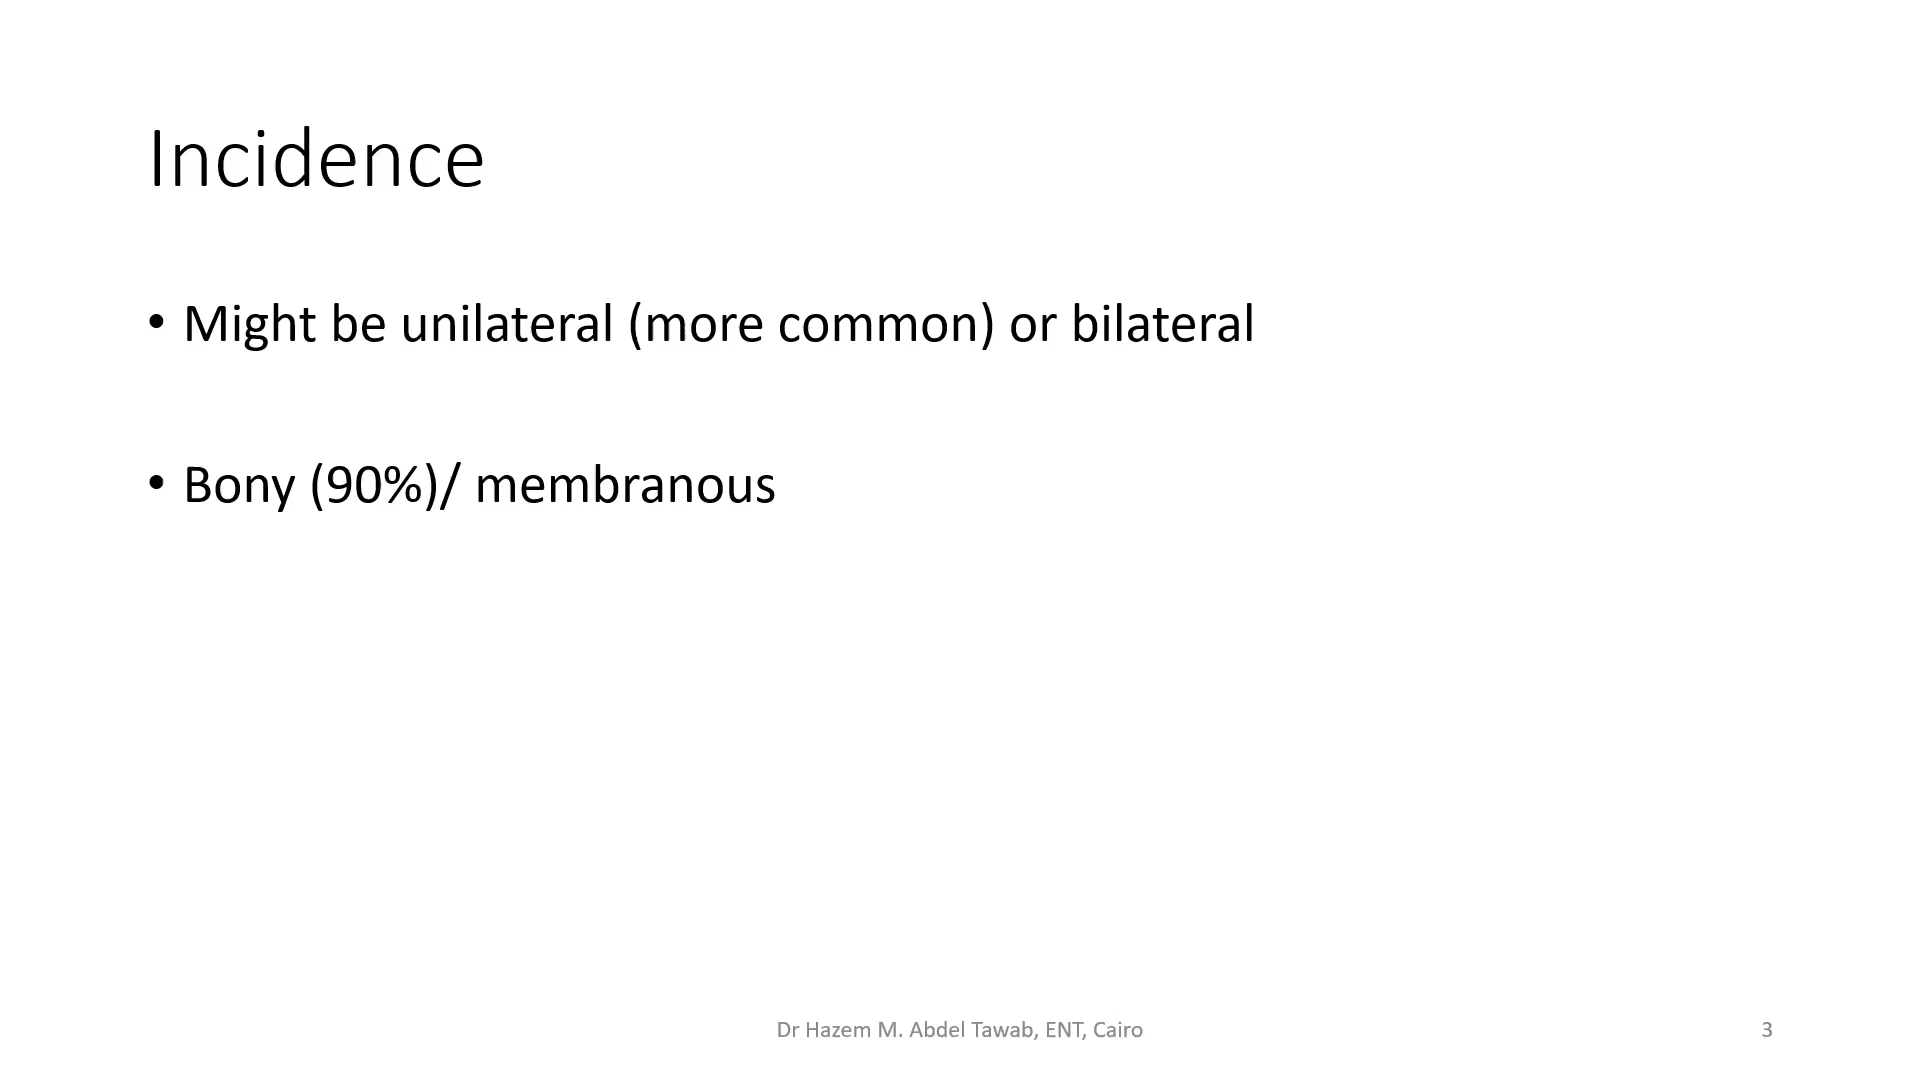 Incidence
• Might be unilateral (more common) or bilateral
• Bony (90%)/ membranous
Dr Hazem M. Abdel Tawab, ENT, Cairo
3